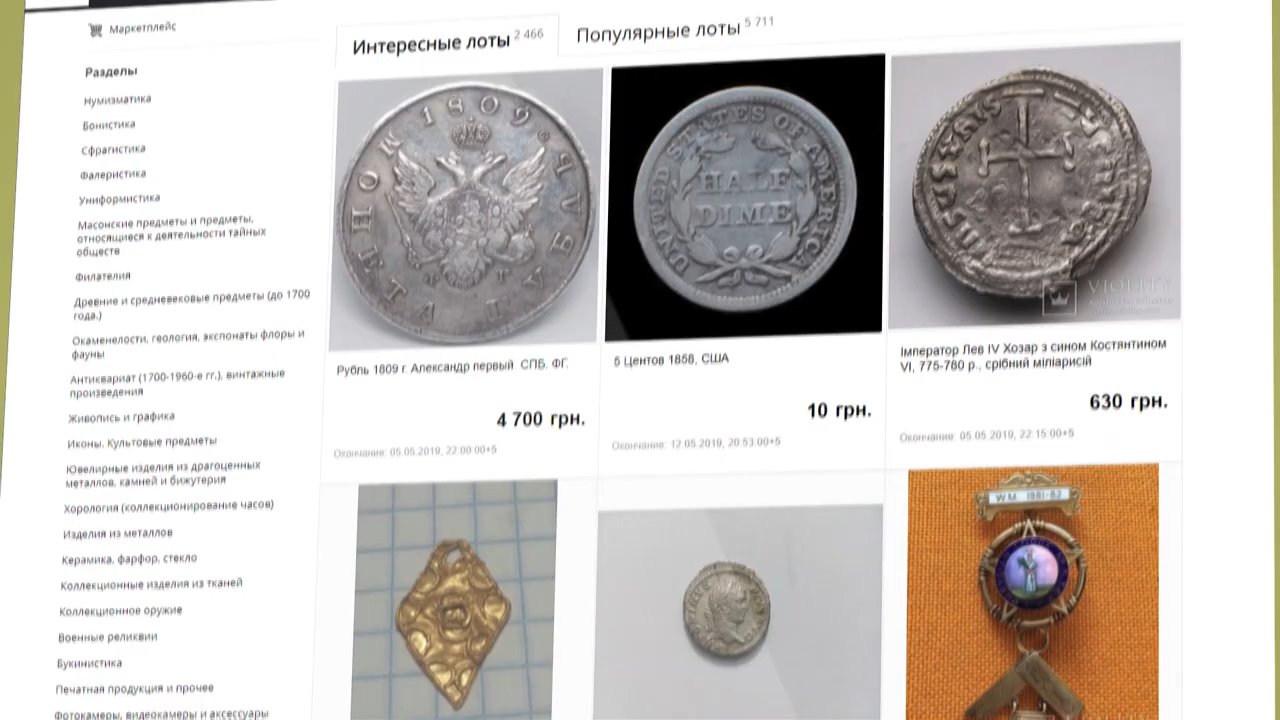 Маркетплейс
Разделы
Нумизматика
Бонистика
Сфрагистика
Фалеристика
Униформистика
Масонские предметы и предметы,
относящиеся к деятельности тайных
обществ
Филателия
Древние и средневековые предметы (до 1700
года.)
Окаменелости, геология, экспонаты флоры и
фауны
Антиквариат (1700-1960-е гг.), винтажные
произведения
Живопись и графика
Иконы. Культовые предметы
Ювелирные изделия из драгоценных
металлов, камней и бижутерия
Хорология (коллекционирование часов)
Изделия из металлов
Керамика, фарфор, стекло
Коллекционные изделия из тканей
Коллекционное оружие
Военные реликвии
Букинистика
Печатная продукция и прочее
Фотокамеры, видеокамеры и аксессуары
Интересные лоты 2 466
Популярные лоты 5 711
МОНЕТА РУБЛЬ 1809
UNITED STATES OF AMERICA
HALF
DIME
VIOLITY
Рубль 1809 г. Александр первый. СПБ. ФГ.
4 700 грн.
Окончание: 05.05.2019, 22:00:00+5
5 Центов 1858, США
10 грн.
Окончание: 12.05.2019, 20:53:00+5
Імператор Лев IV Хозар з сином Костянтином
VI, 775-780 р., срібний міліарисій
630 грн.
Окончание: 05.05.2019, 22:15:00+5
W.M. 1981-82